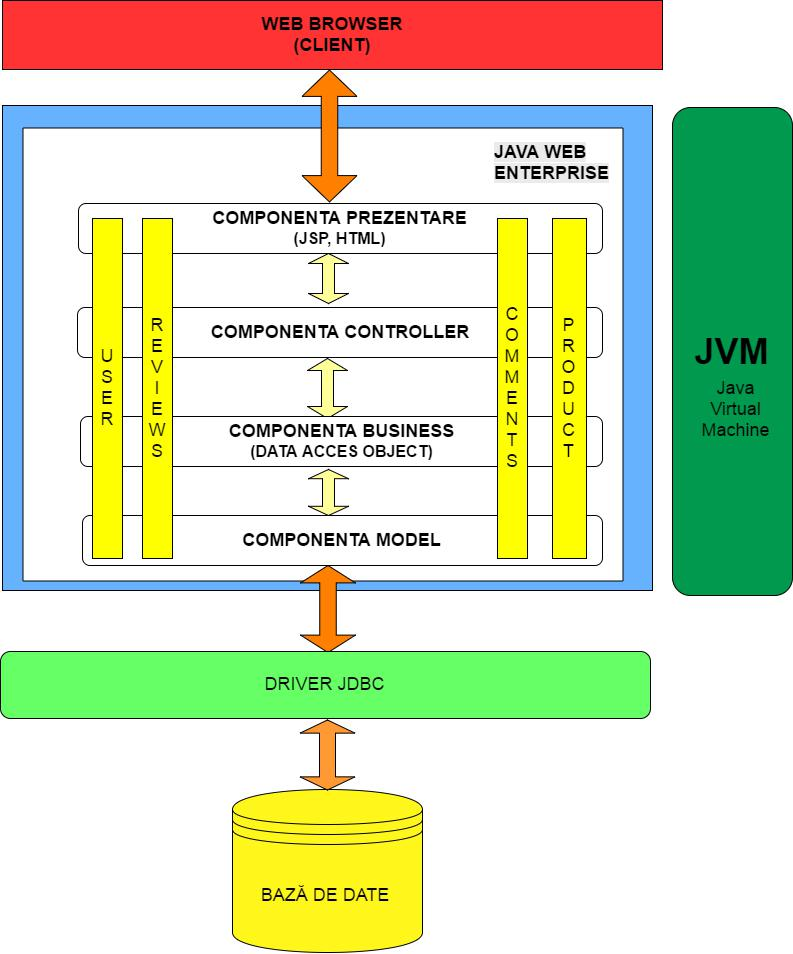 WEB BROWSER
(CLIENT)
JAVA WEB
ENTERPRISE
COMPONENTA PREZENTARE
(JSP, HTML)
COMPONENTA CONTROLLER
COMPONENTA BUSINESS
(DATA ACCES OBJECT)
COMPONENTA MODEL
USER
REVIEWS
COMMENTS
PRODUCT
JVM
Java
Virtual
Machine
DRIVER JDBC
BAZĂ DE DATE